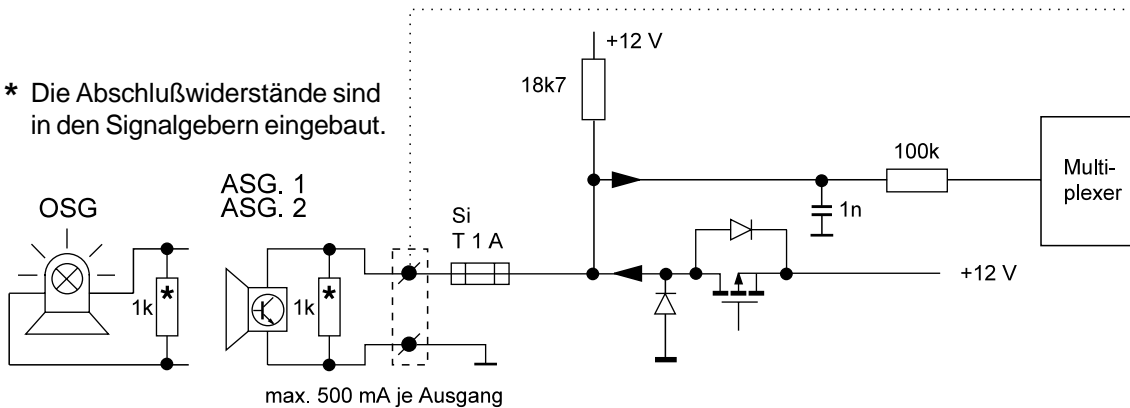 +12 V
18k7
* Die Abschlußwiderstände sind
in den Signalgebern eingebaut.
100k
Multi-
plexer
ASG. 1
ASG. 2
OSG
Si
T 1 A
1n
+12 V
1k
*
1k
*
max. 500 mA je Ausgang